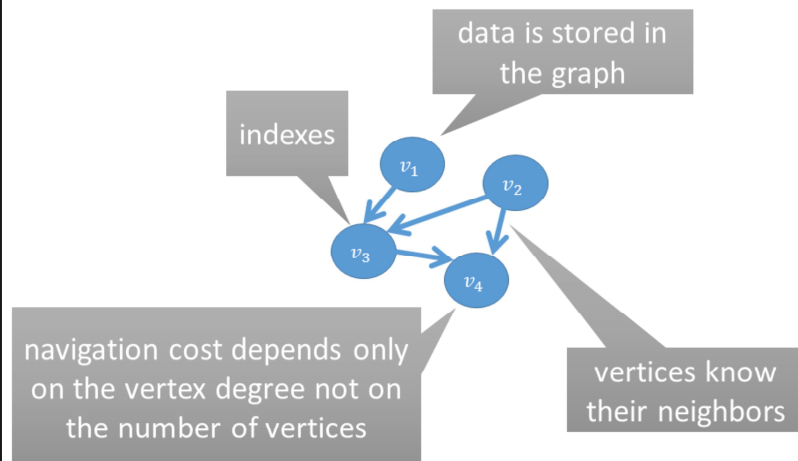 data is stored in
the graph
indexes
v₁
v₂
v₃
v₄
navigation cost depends only
on the vertex degree not on
the number of vertices
vertices know
their neighbors